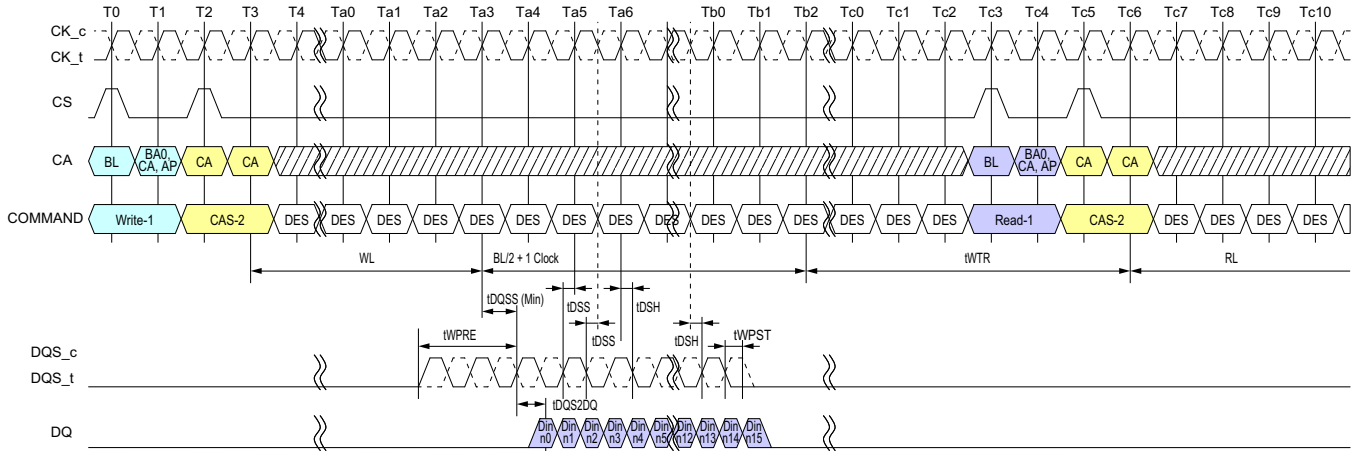 T0 T1 T2 T3 T4 Ta0 Ta1 Ta2 Ta3 Ta4 Ta5 Ta6 Tb0 Tb1 Tb2 Tc0 Tc1 Tc2 Tc3 Tc4 Tc5 Tc6 Tc7 Tc8 Tc9 Tc10
CK_c
CK_t
CS
CA BL BA0, CA, AP CA CA BL BA0, CA, AP CA CA
COMMAND Write-1 CAS-2 DES DES DES DES DES DES DES DES DES DES DES DES DES DES DES Read-1 CAS-2 DES DES DES DES
WL BL/2 + 1 Clock tWTR RL
tDQSS (Min) tDSS tDSH
tWPRE tDSS tDSH tWPST
DQS_c
DQS_t
tDQS2DQ
DQ Din n0 Din n1 Din n2 Din n3 Din n4 Din n5 Din n12 Din n13 Din n14 Din n15